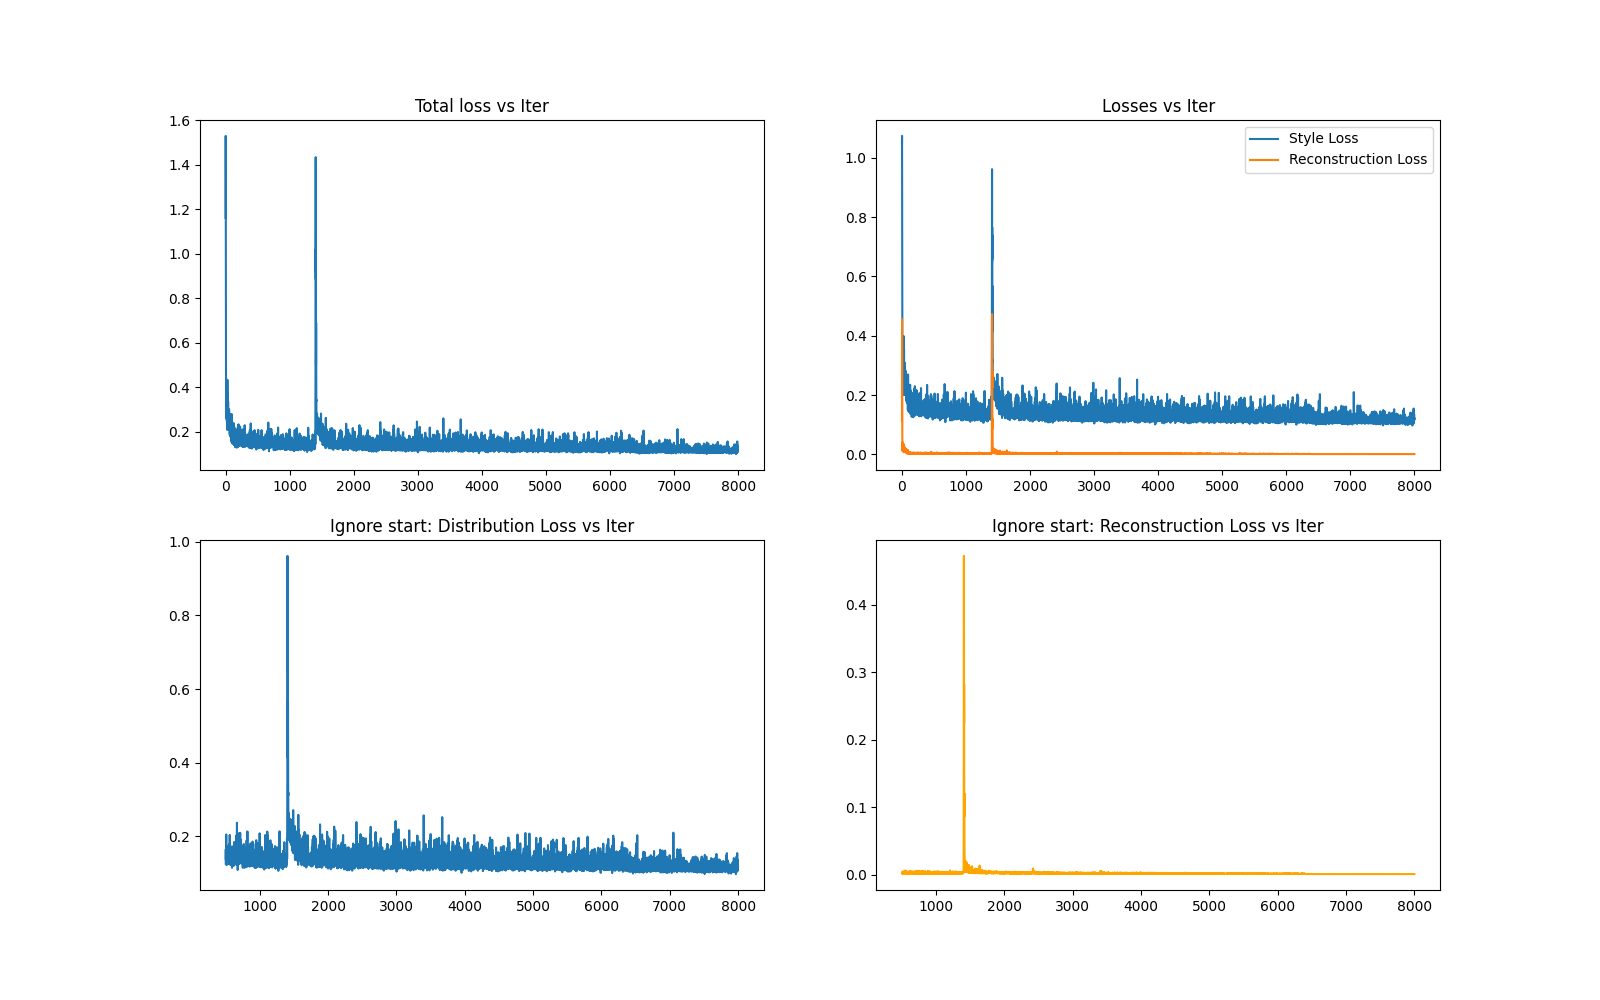 Total loss vs Iter
1.6
1.4
1.2
1.0
0.8
0.6
0.4
0.2
0 1000 2000 3000 4000 5000 6000 7000 8000
Losses vs Iter
Style Loss
Reconstruction Loss
1.0
0.8
0.6
0.4
0.2
0.0
0 1000 2000 3000 4000 5000 6000 7000 8000
Ignore start: Distribution Loss vs Iter
1.0
0.8
0.6
0.4
0.2
1000 2000 3000 4000 5000 6000 7000 8000
Ignore start: Reconstruction Loss vs Iter
0.4
0.3
0.2
0.1
0.0
1000 2000 3000 4000 5000 6000 7000 8000